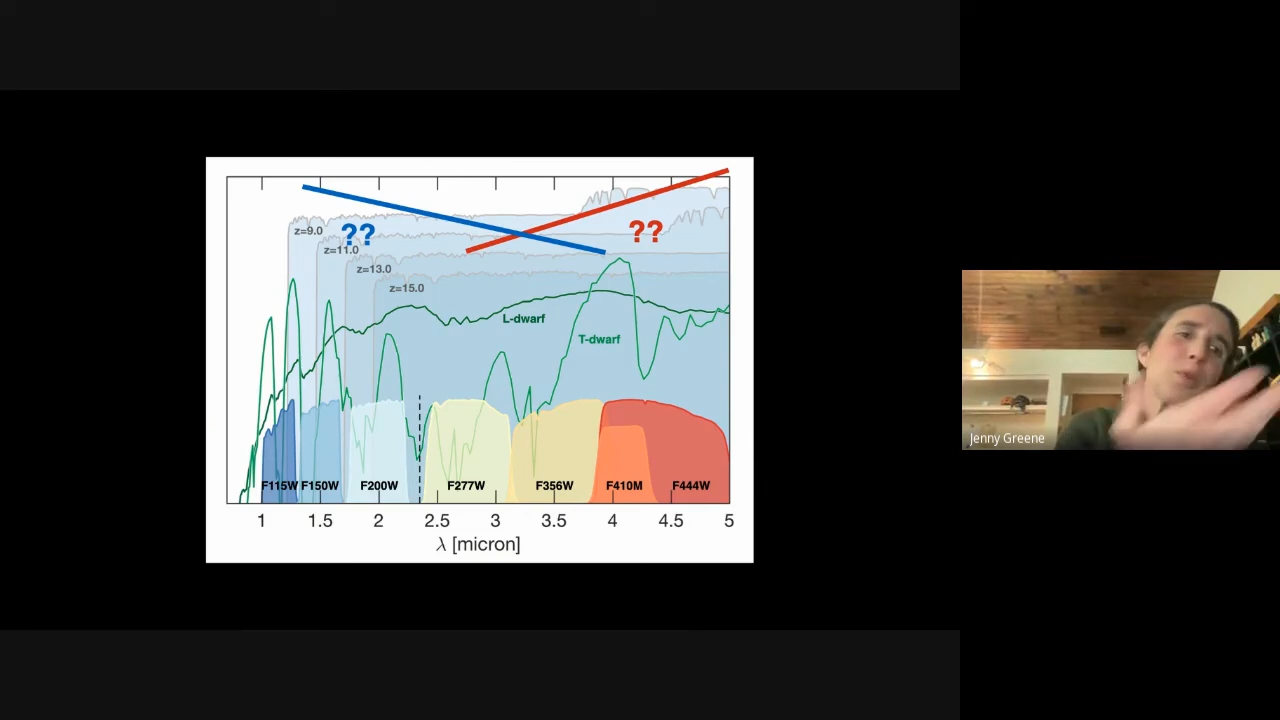 z=9.0
??
??
z=11.0
z=13.0
z=15.0
L-dwarf
T-dwarf
F115W F150W F200W F277W F356W F410M F444W
1 1.5 2 2.5 3 3.5 4 4.5 5
λ [micron]
Jenny Greene